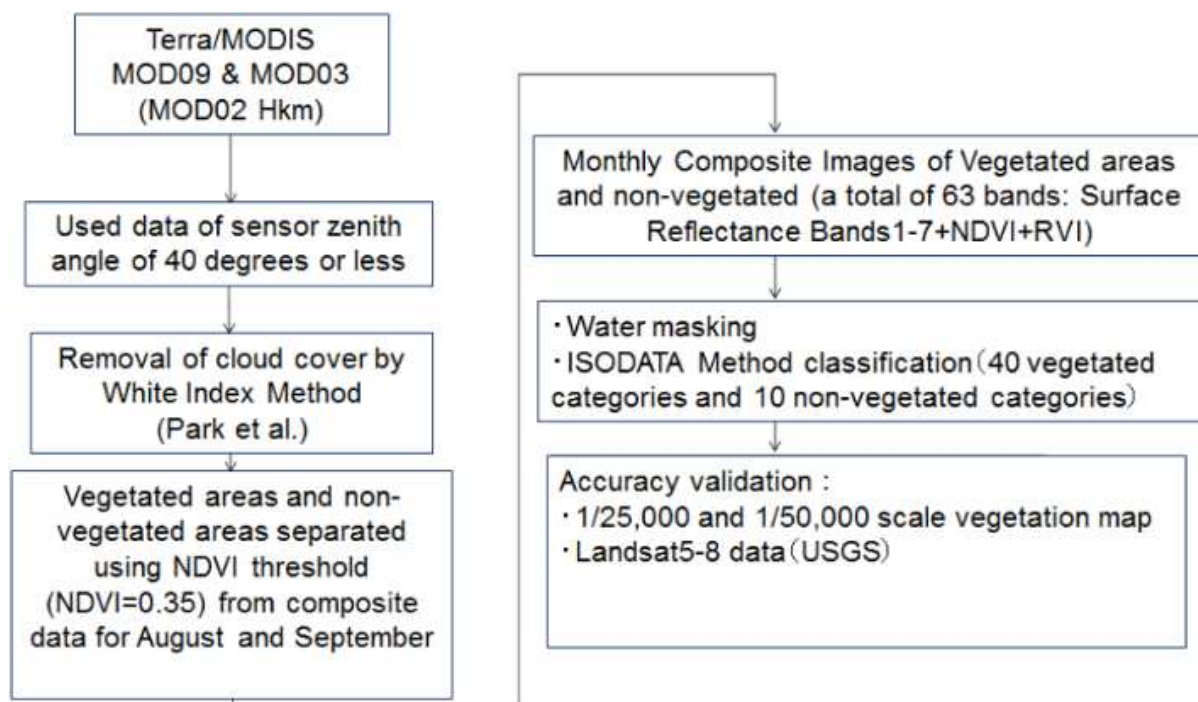 Terra/MODIS
MOD09 & MOD03
(MOD02 Hkm)
Used data of sensor zenith
angle of 40 degrees or less
Removal of cloud cover by
White Index Method
(Park et al.)
Vegetated areas and non-
vegetated areas separated
using NDVI threshold
(NDVI=0.35) from composite
data for August and September
Monthly Composite Images of Vegetated areas
and non-vegetated (a total of 63 bands: Surface
Reflectance Bands1-7+NDVI+RVI)
・Water masking
・ISODATA Method classification（40 vegetated
categories and 10 non-vegetated categories）
Accuracy validation :
・1/25,000 and 1/50,000 scale vegetation map
・Landsat5-8 data（USGS）